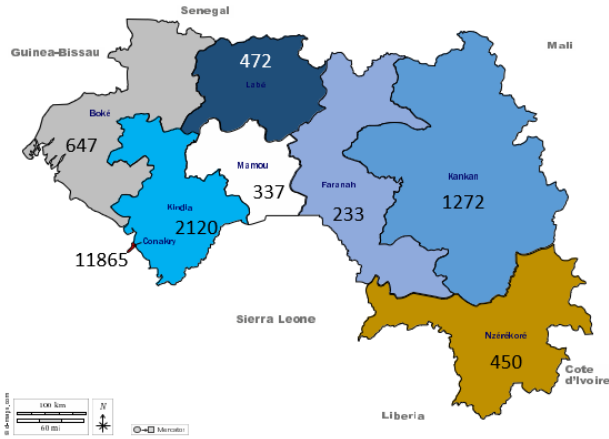 Senegal
Guinea-Bissau
Mali
472
Labé
Boké
647
Mamou
337
Faranah
233
Kankan
1272
Kindia
2120
Conakry
11865
Sierra Leone
Nzérékoré
450
Cote
d'Ivoire
Liberia
100 km
60 mi
N
Mercator